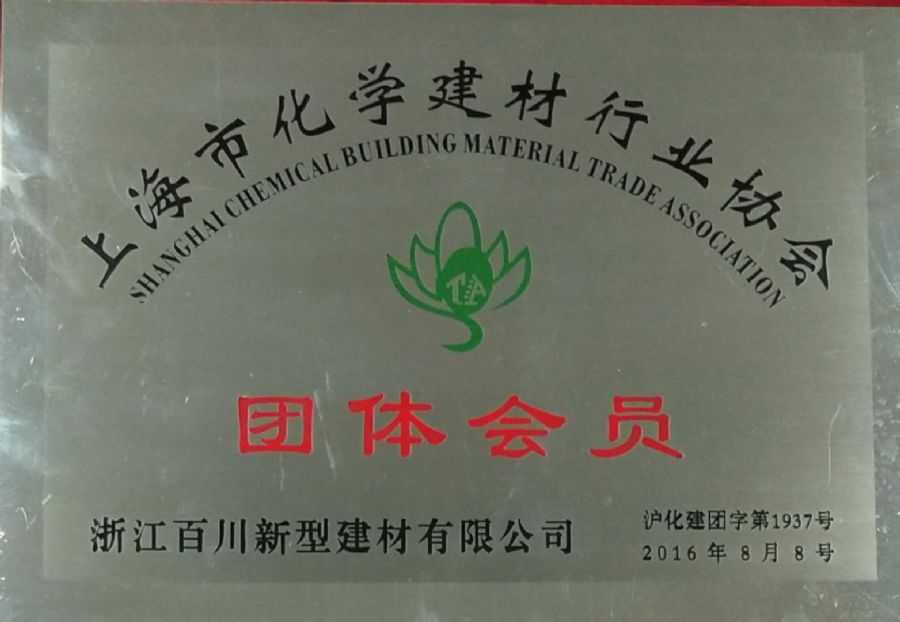 上海市化学建材行业协会
SHANGHAI CHEMICAL BUILDING MATERIAL TRADE ASSOCIATION
团体会员
浙江百川新型建材有限公司
沪化建团字第1937号
2016年8月8号